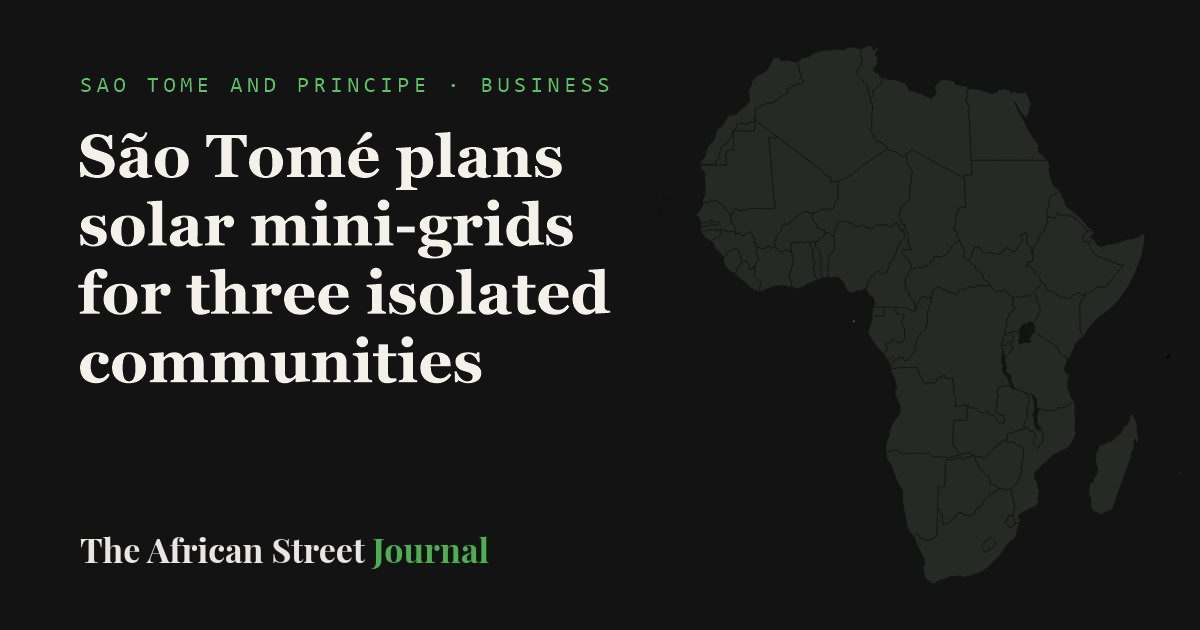 SAO TOME AND PRINCIPE · BUSINESS
São Tomé plans
solar mini-grids
for three isolated
communities
The African Street Journal